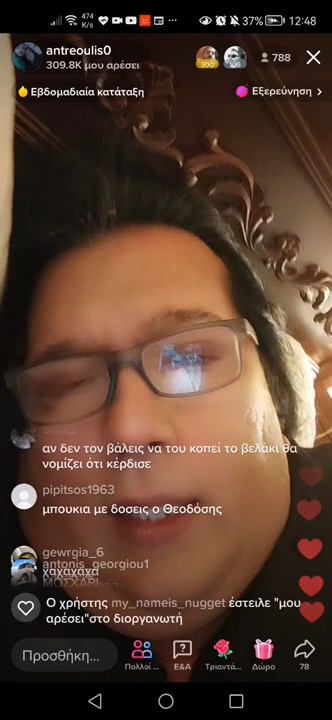 474
K/s
37%
12:48
antreoulis0
309.8K μου αρέσει
300
788
Εβδομαδιαία κατάταξη
Εξερεύνηση
αν δεν τον βάλεις να του κοπεί το βελακι θα
νομίζει ότι κέρδισε
pipitsos1963
μπουκια με δοσεις ο Θεοδόσης
gewrgia_6
antonis_georgiou1
χαχαχαχα
Ο χρήστης my_nameis_nugget έστειλε "μου
αρέσει"στο διοργανωτή
Προσθήκη...
Πολλοί ...
Ε&Α
Τριαντά...
Δώρο
78